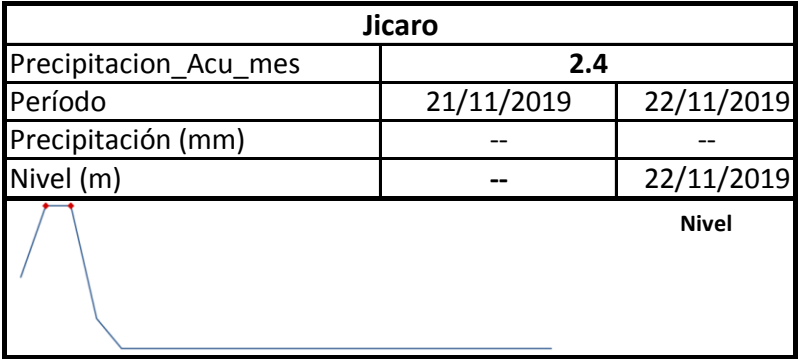 Jicaro
Precipitacion_Acu_mes 2.4
Período 21/11/2019 22/11/2019
Precipitación (mm) -- --
Nivel (m) -- 22/11/2019
Nivel